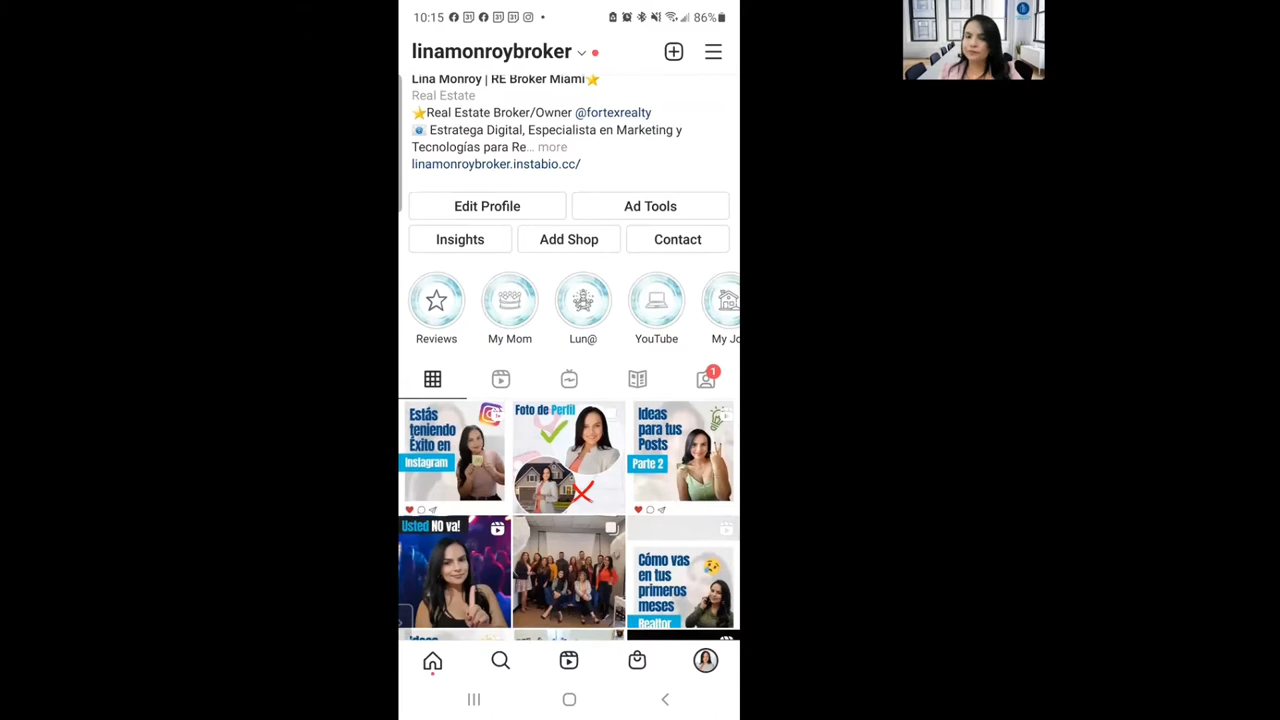 10:15
86%
linamonroybroker
Lina Monroy | RE Broker Miami⭐
Real Estate
⭐Real Estate Broker/Owner @fortexrealty
📧 Estratega Digital, Especialista en Marketing y
Tecnologías para Re… more
linamonroybroker.instabio.cc/
Edit Profile
Ad Tools
Insights
Add Shop
Contact
Reviews
My Mom
Lun@
YouTube
1
Estás
teniendo
Éxito en
Instagram
Foto de Perfil
Ideas
para tus
Posts
Parte 2
Usted NO va!
Cómo vas
en tus
primeros
meses
Realtor